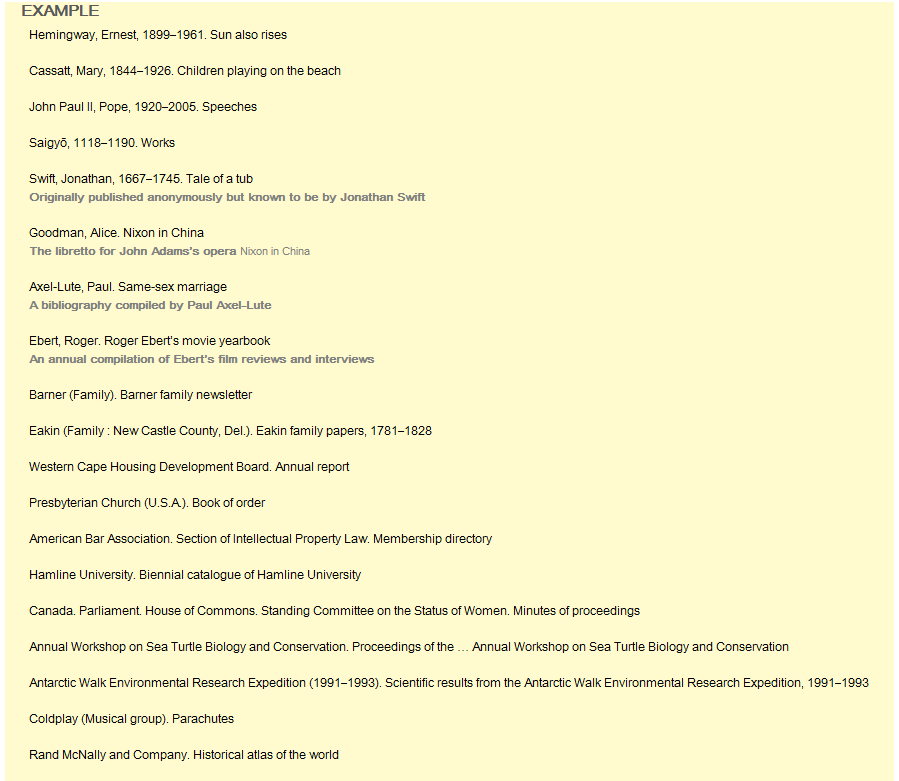 EXAMPLE
Hemingway, Ernest, 1899–1961. Sun also rises
Cassatt, Mary, 1844–1926. Children playing on the beach
John Paul II, Pope, 1920–2005. Speeches
Saigyō, 1118–1190. Works
Swift, Jonathan, 1667–1745. Tale of a tub
Originally published anonymously but known to be by Jonathan Swift
Goodman, Alice. Nixon in China
The libretto for John Adams's opera Nixon in China
Axel-Lute, Paul. Same-sex marriage
A bibliography compiled by Paul Axel-Lute
Ebert, Roger. Roger Ebert's movie yearbook
An annual compilation of Ebert's film reviews and interviews
Barner (Family). Barner family newsletter
Eakin (Family : New Castle County, Del.). Eakin family papers, 1781–1828
Western Cape Housing Development Board. Annual report
Presbyterian Church (U.S.A.). Book of order
American Bar Association. Section of Intellectual Property Law. Membership directory
Hamline University. Biennial catalogue of Hamline University
Canada. Parliament. House of Commons. Standing Committee on the Status of Women. Minutes of proceedings
Annual Workshop on Sea Turtle Biology and Conservation. Proceedings of the … Annual Workshop on Sea Turtle Biology and Conservation
Antarctic Walk Environmental Research Expedition (1991–1993). Scientific results from the Antarctic Walk Environmental Research Expedition, 1991–1993
Coldplay (Musical group). Parachutes
Rand McNally and Company. Historical atlas of the world